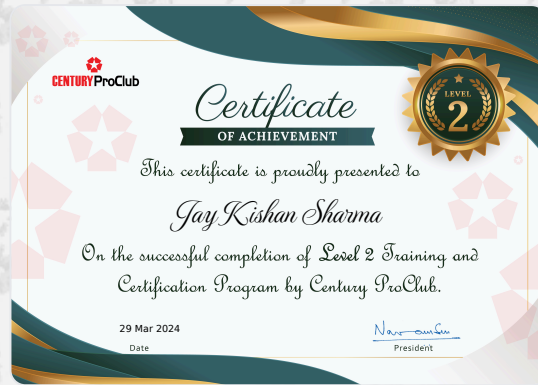 CENTURY ProClub
LEVEL
2
Certificate
OF ACHIEVEMENT
This certificate is proudly presented to
Jay Kishan Sharma
On the successful completion of Level 2 Training and
Certification Program by Century ProClub.
29 Mar 2024
Date
President